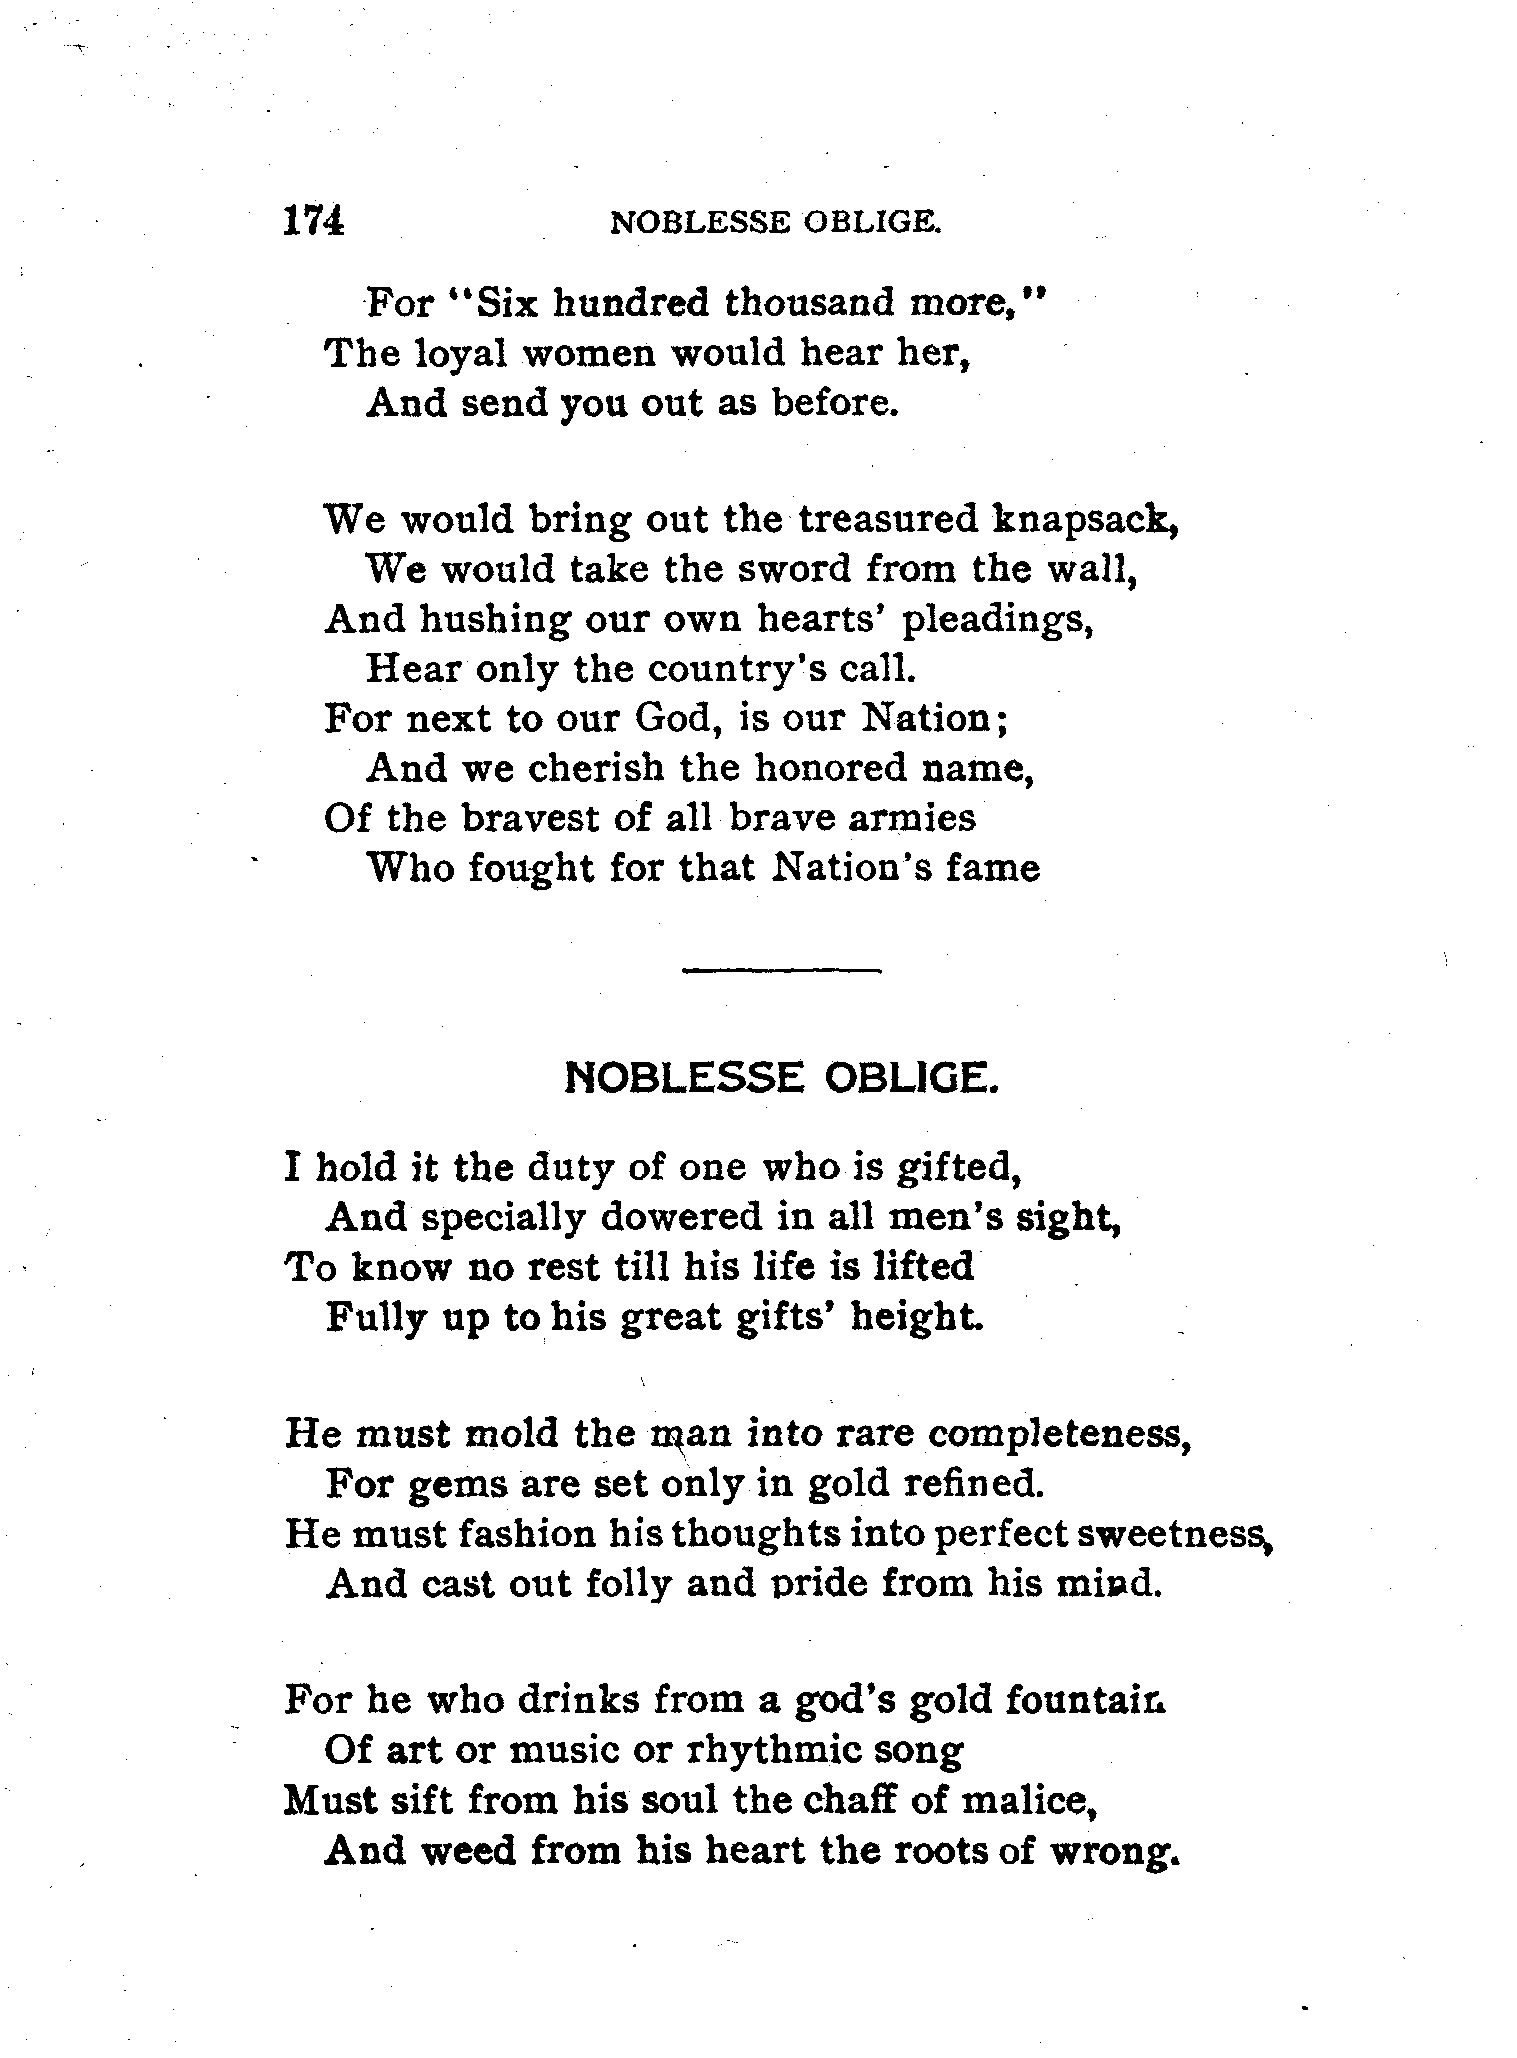 174 NOBLESSE OBLIGE.
For "Six hundred thousand more,"
The loyal women would hear her,
And send you out as before.
We would bring out the treasured knapsack,
We would take the sword from the wall,
And hushing our own hearts' pleadings,
Hear only the country's call.
For next to our God, is our Nation;
And we cherish the honored name,
Of the bravest of all brave armies
Who fought for that Nation's fame
NOBLESSE OBLIGE.
I hold it the duty of one who is gifted,
And specially dowered in all men's sight,
To know no rest till his life is lifted
Fully up to his great gifts' height.
He must mold the man into rare completeness,
For gems are set only in gold refined.
He must fashion his thoughts into perfect sweetness,
And cast out folly and pride from his mind.
For he who drinks from a god's gold fountain
Of art or music or rhythmic song
Must sift from his soul the chaff of malice,
And weed from his heart the roots of wrong.